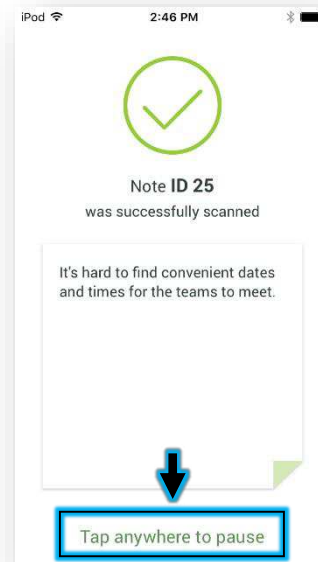 iPod 2:46 PM
Note ID 25
was successfully scanned
It's hard to find convenient dates
and times for the teams to meet.
Tap anywhere to pause